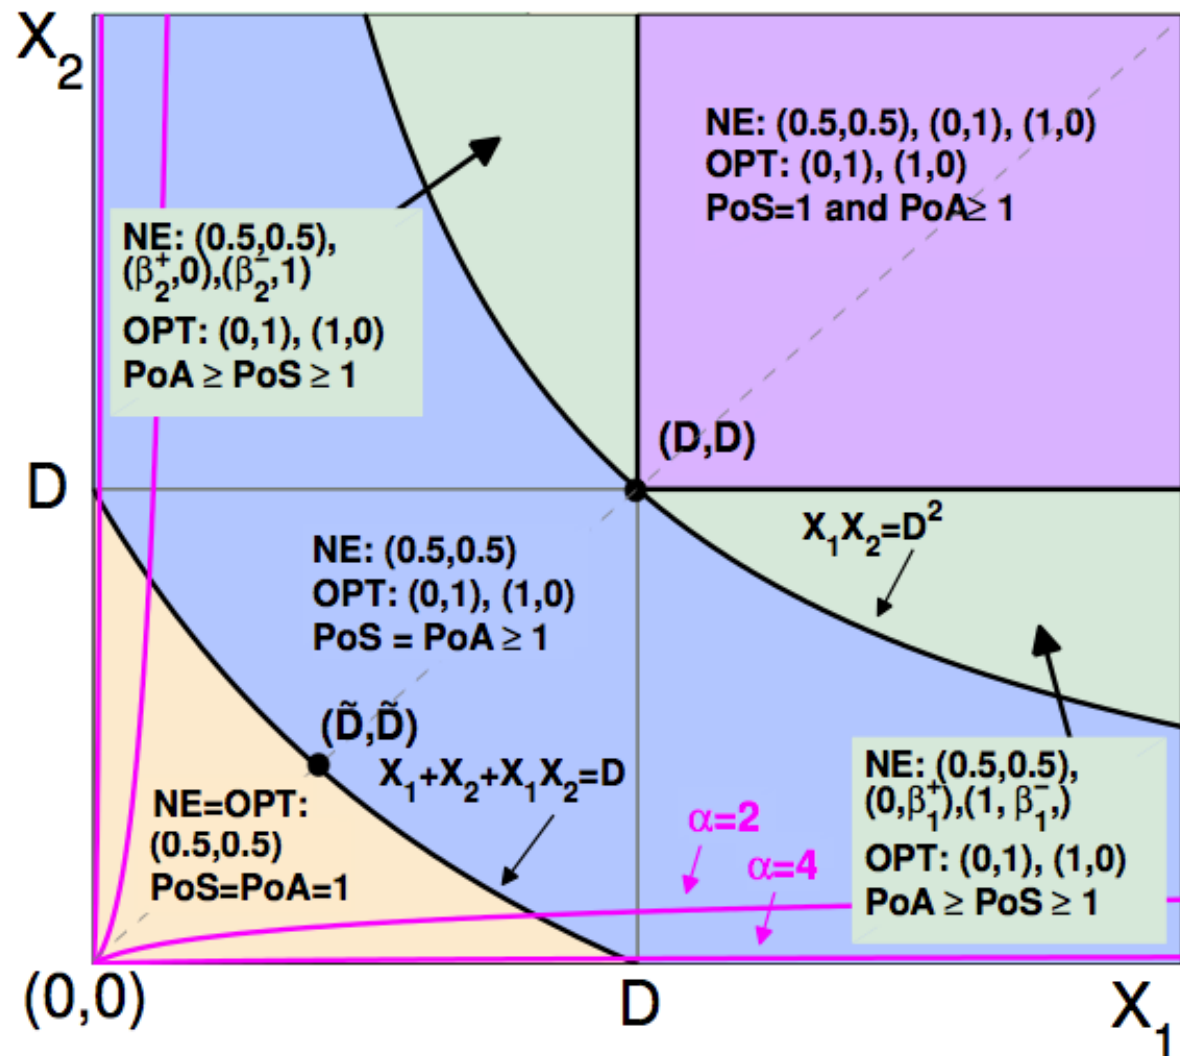 X₂
NE: (0.5,0.5), (0,1), (1,0)
OPT: (0,1), (1,0)
PoS=1 and PoA≥ 1
NE: (0.5,0.5),
(β₂⁺,0),(β₂⁻,1)
OPT: (0,1), (1,0)
PoA ≥ PoS ≥ 1
(D,D)
D
X₁X₂=D²
NE: (0.5,0.5)
OPT: (0,1), (1,0)
PoS = PoA ≥ 1
(D̃,D̃)
X₁+X₂+X₁X₂=D
NE=OPT:
(0.5,0.5)
PoS=PoA=1
α=2
α=4
NE: (0.5,0.5),
(0,β₁⁺),(1, β₁⁻,)
OPT: (0,1), (1,0)
PoA ≥ PoS ≥ 1
(0,0)
D
X₁